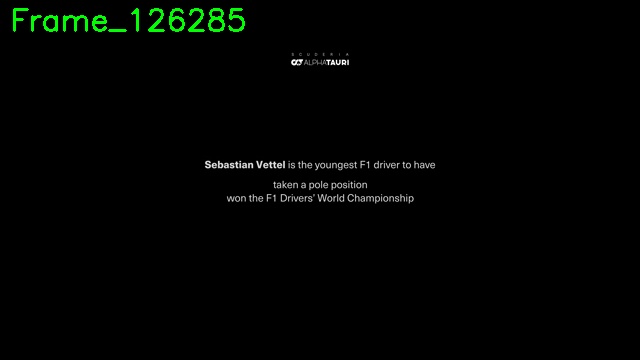 Frame_126285
SCUDERIA
ALPHATAURI
Sebastian Vettel is the youngest F1 driver to have
taken a pole position
won the F1 Drivers' World Championship